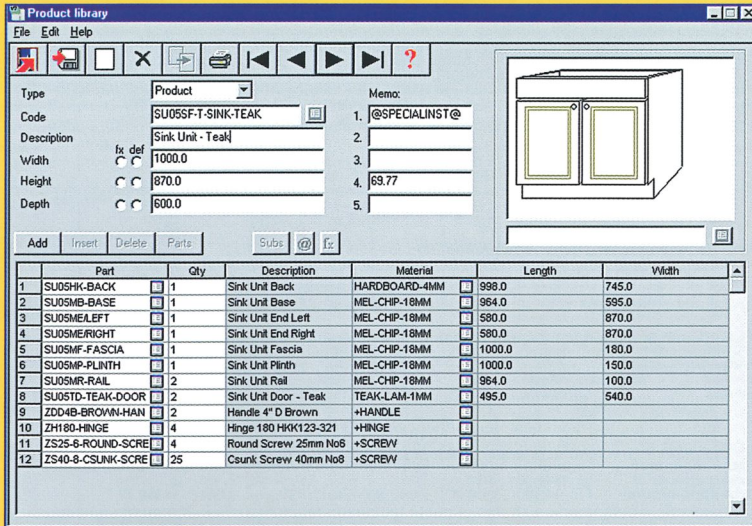 Product library
File Edit Help
?
Type Product
Code SU05SF-T-SINK-TEAK
Description Sink Unit - Teak
fx def
Width 1000.0
Height 870.0
Depth 600.0
Memo:
1. @SPECIALINST@
2.
3.
4. 69.77
5.
Add Insert Delete Parts Subs @ fx
Part Qty Description Material Length Width
1 SU05HK-BACK 1 Sink Unit Back HARDBOARD-4MM 998.0 745.0
2 SU05MB-BASE 1 Sink Unit Base MEL-CHIP-18MM 964.0 595.0
3 SU05ME/LEFT 1 Sink Unit End Left MEL-CHIP-18MM 580.0 870.0
4 SU05ME/RIGHT 1 Sink Unit End Right MEL-CHIP-18MM 580.0 870.0
5 SU05MF-FASCIA 1 Sink Unit Fascia MEL-CHIP-18MM 1000.0 180.0
6 SU05MP-PLINTH 1 Sink Unit Plinth MEL-CHIP-18MM 1000.0 150.0
7 SU05MR-RAIL 2 Sink Unit Rail MEL-CHIP-18MM 964.0 100.0
8 SU05TD-TEAK-DOOR 2 Sink Unit Door - Teak TEAK-LAM-1MM 495.0 540.0
9 ZDD4B-BROWN-HAN 2 Handle 4" D Brown +HANDLE
10 ZH180-HINGE 4 Hinge 180 HKK123-321 +HINGE
11 ZS25-6-ROUND-SCRE 4 Round Screw 25mm No6 +SCREW
12 ZS40-8-CSUNK-SCRE 25 Csunk Screw 40mm No8 +SCREW